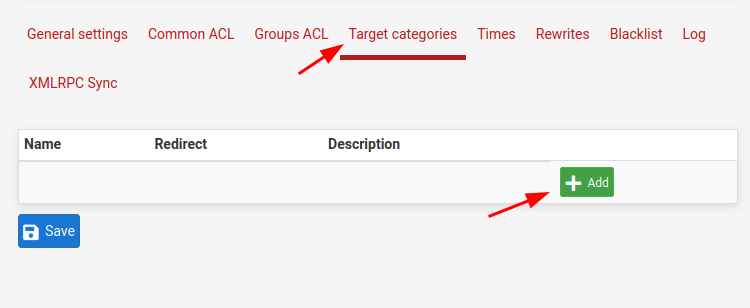 General settings Common ACL Groups ACL Target categories Times Rewrites Blacklist Log
XMLRPC Sync
Name Redirect Description
Add
Save